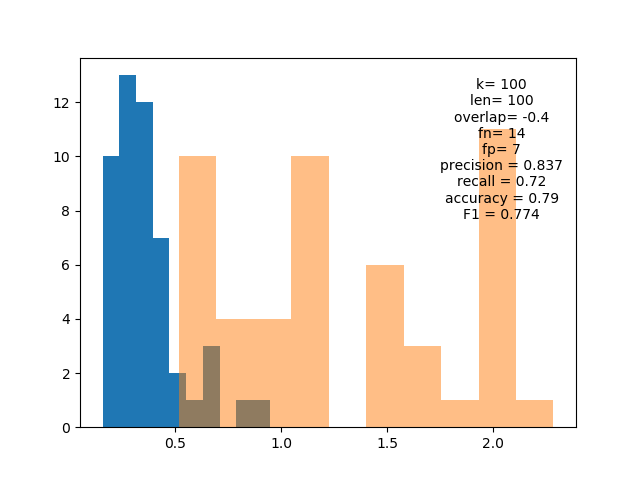 k= 100
len= 100
overlap= -0.4
fn= 14
fp= 7
precision = 0.837
recall = 0.72
accuracy = 0.79
F1 = 0.774
12
10
8
6
4
2
0
0.5 1.0 1.5 2.0